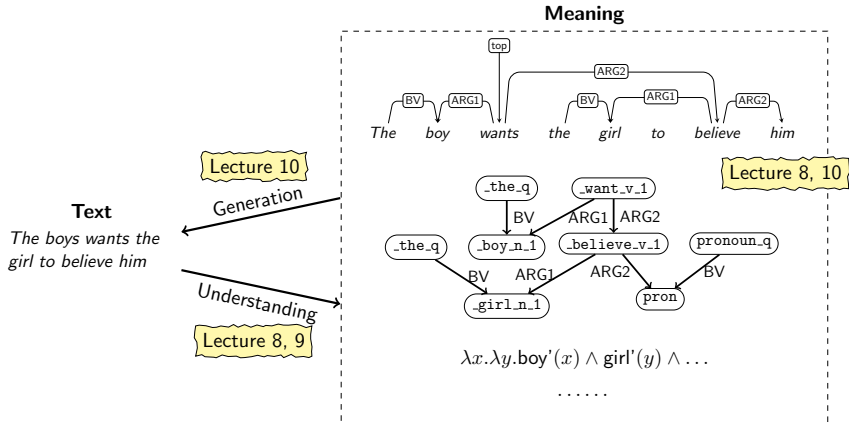 Meaning
top
ARG2
BV ARG1 BV ARG1 ARG2
The boy wants the girl to believe him
Lecture 10
Lecture 8, 10
Generation
_the_q _want_v_1
Text
BV ARG1 ARG2
The boys wants the
girl to believe him
_the_q _boy_n_1 _believe_v_1 pronoun_q
BV ARG1 ARG2 BV
Understanding
_girl_n_1 pron
Lecture 8, 9
λx.λy.boy'(x) ∧ girl'(y) ∧ ...
......